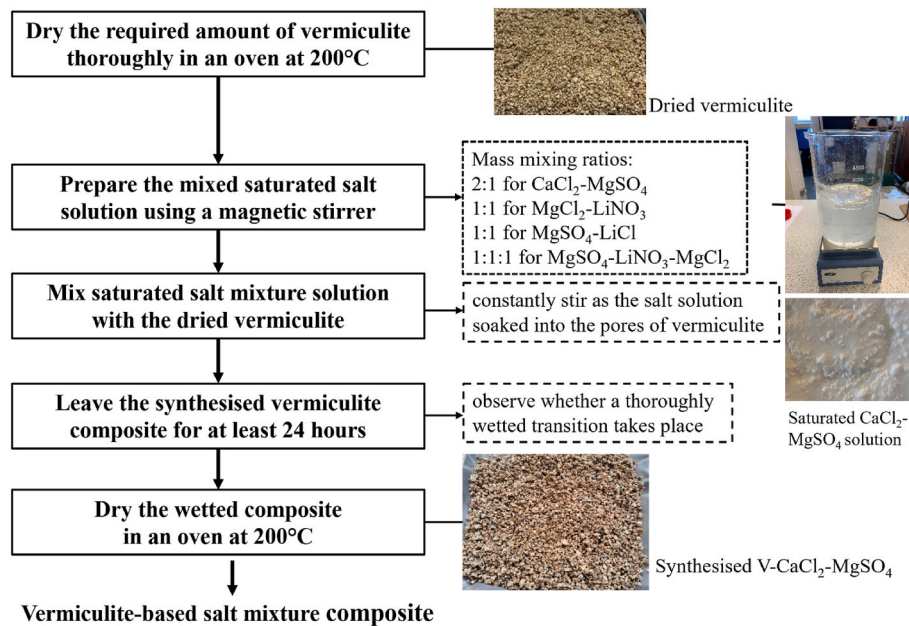 Dry the required amount of vermiculite
thoroughly in an oven at 200°C
Dried vermiculite
Prepare the mixed saturated salt
solution using a magnetic stirrer
Mass mixing ratios:
2:1 for CaCl₂-MgSO₄
1:1 for MgCl₂-LiNO₃
1:1 for MgSO₄-LiCl
1:1:1 for MgSO₄-LiNO₃-MgCl₂
Mix saturated salt mixture solution
with the dried vermiculite
constantly stir as the salt solution
soaked into the pores of vermiculite
Leave the synthesised vermiculite
composite for at least 24 hours
observe whether a thoroughly
wetted transition takes place
Saturated CaCl₂-
MgSO₄ solution
Dry the wetted composite
in an oven at 200°C
Synthesised V-CaCl₂-MgSO₄
Vermiculite-based salt mixture composite